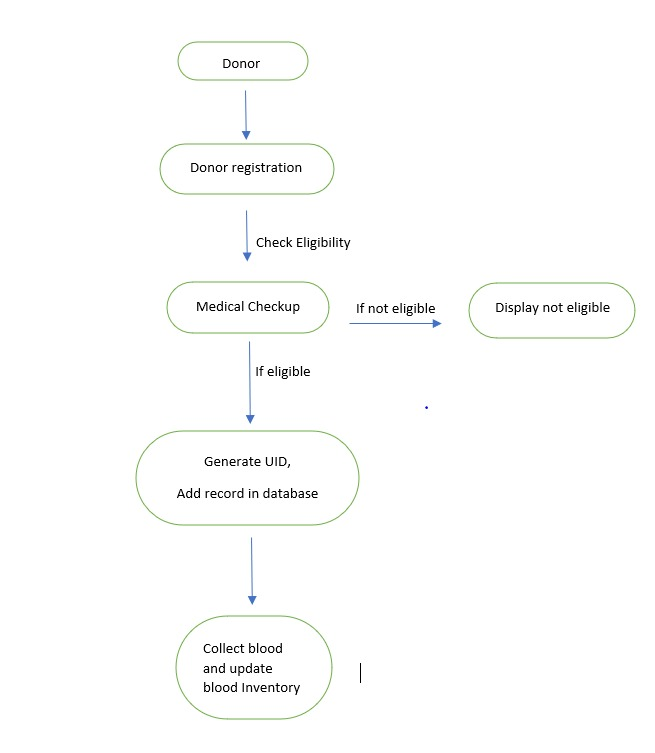 Donor
Donor registration
Check Eligibility
Medical Checkup
If not eligible
Display not eligible
If eligible
Generate UID,
Add record in database
Collect blood
and update
blood Inventory